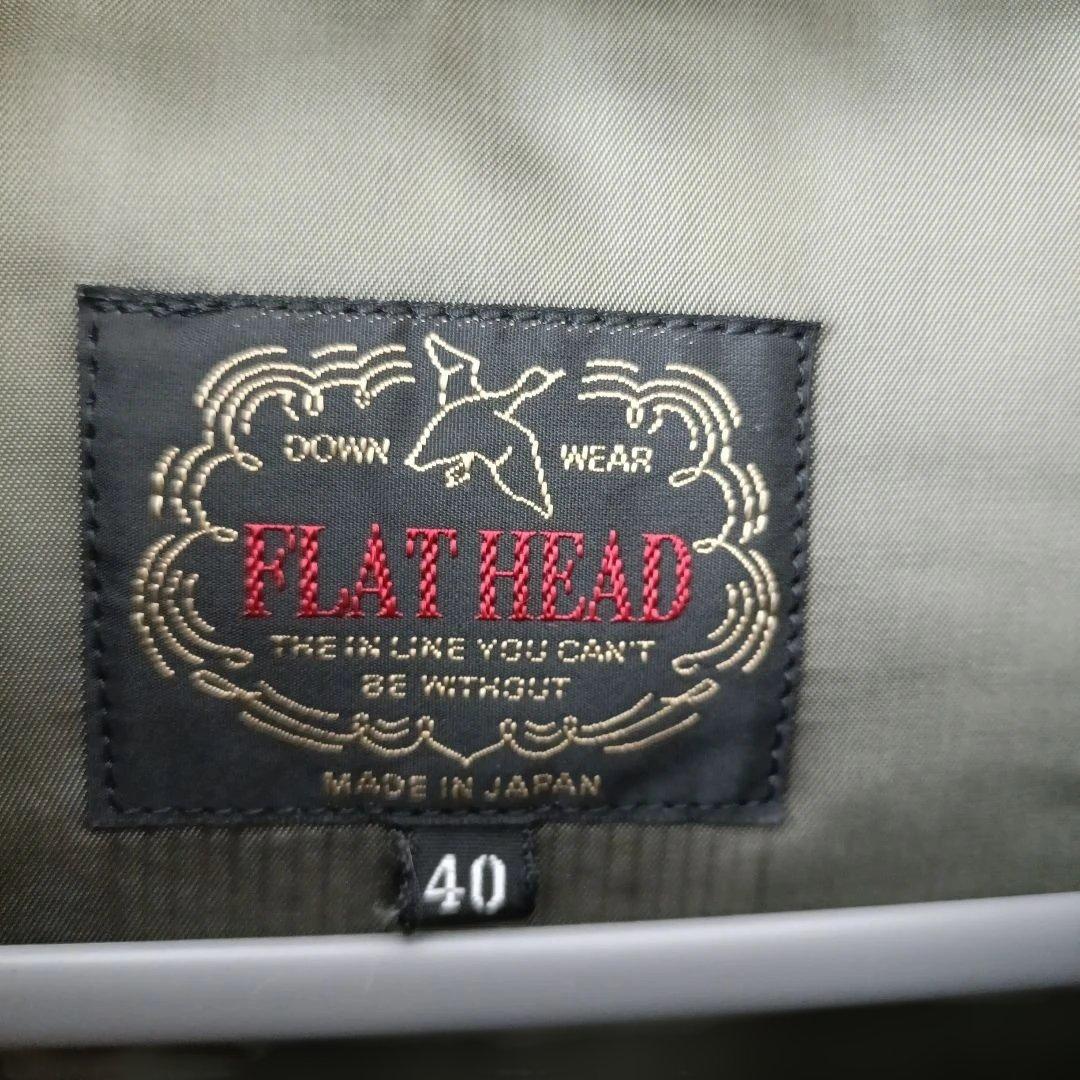 DOWN WEAR
FLAT HEAD
THE IN LINE YOU CAN'T
BE WITHOUT
MADE IN JAPAN
40